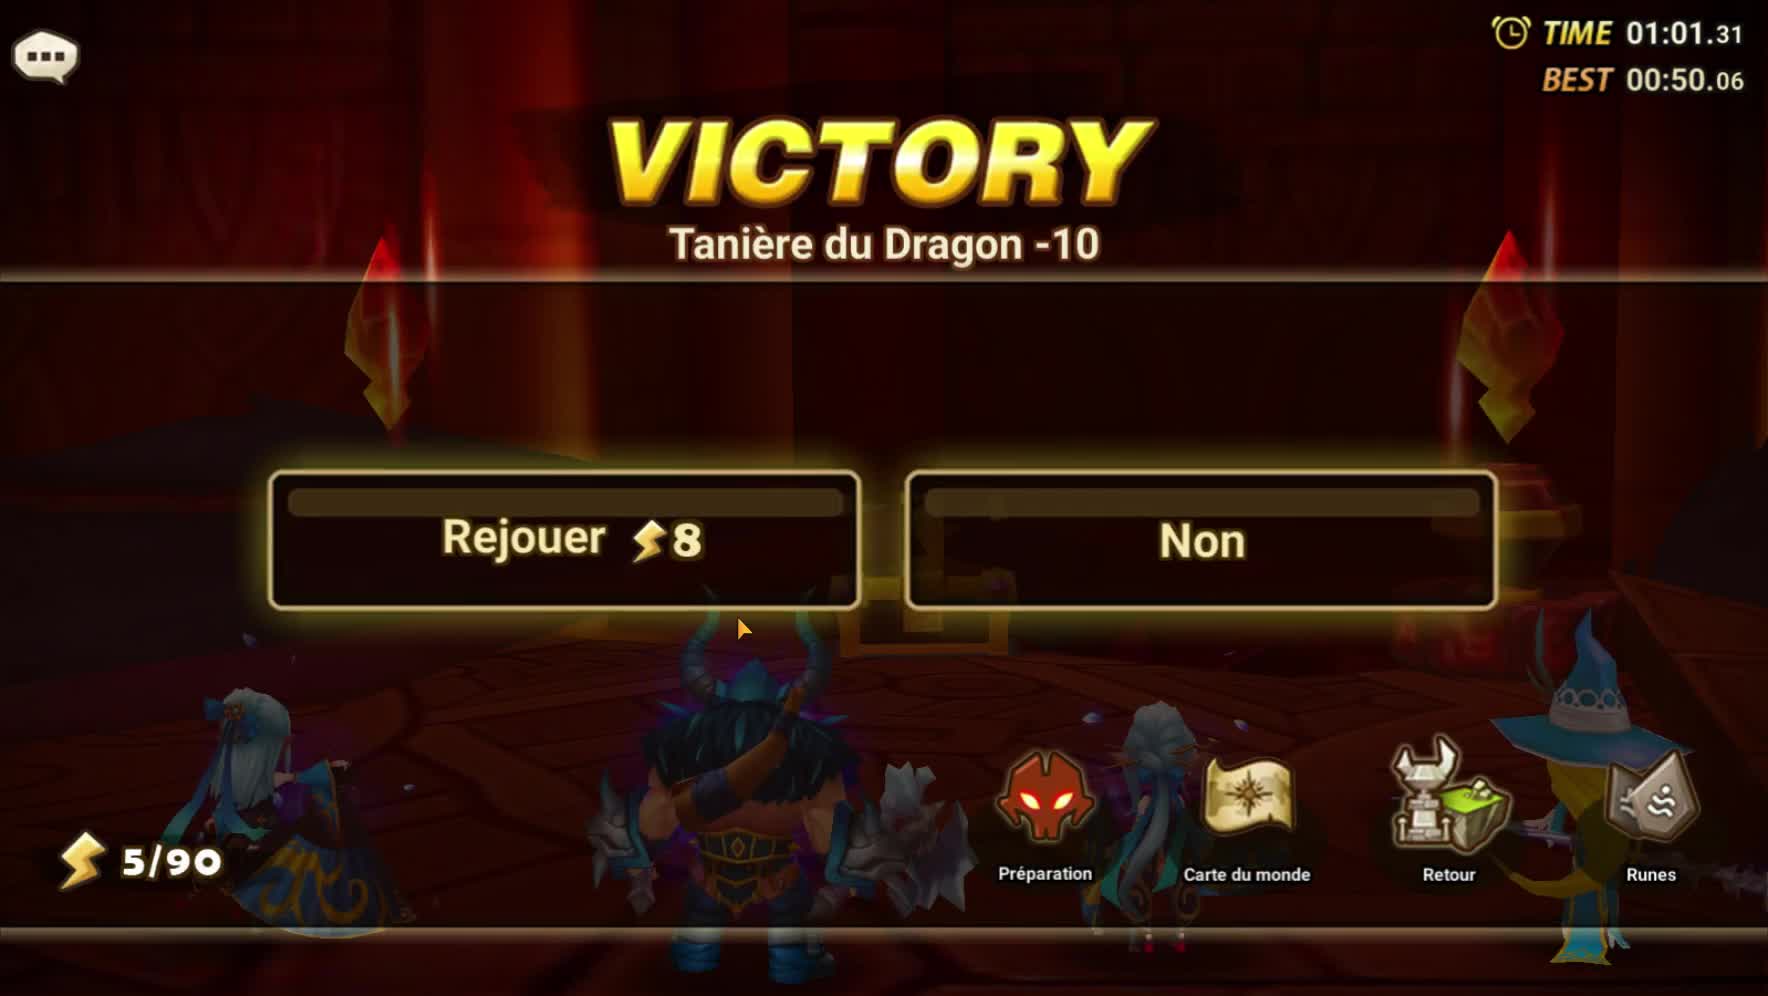 TIME 01:01.31
BEST 00:50.06
VICTORY
Tanière du Dragon -10
Rejouer 8
Non
5/90
Préparation
Carte du monde
Retour
Runes